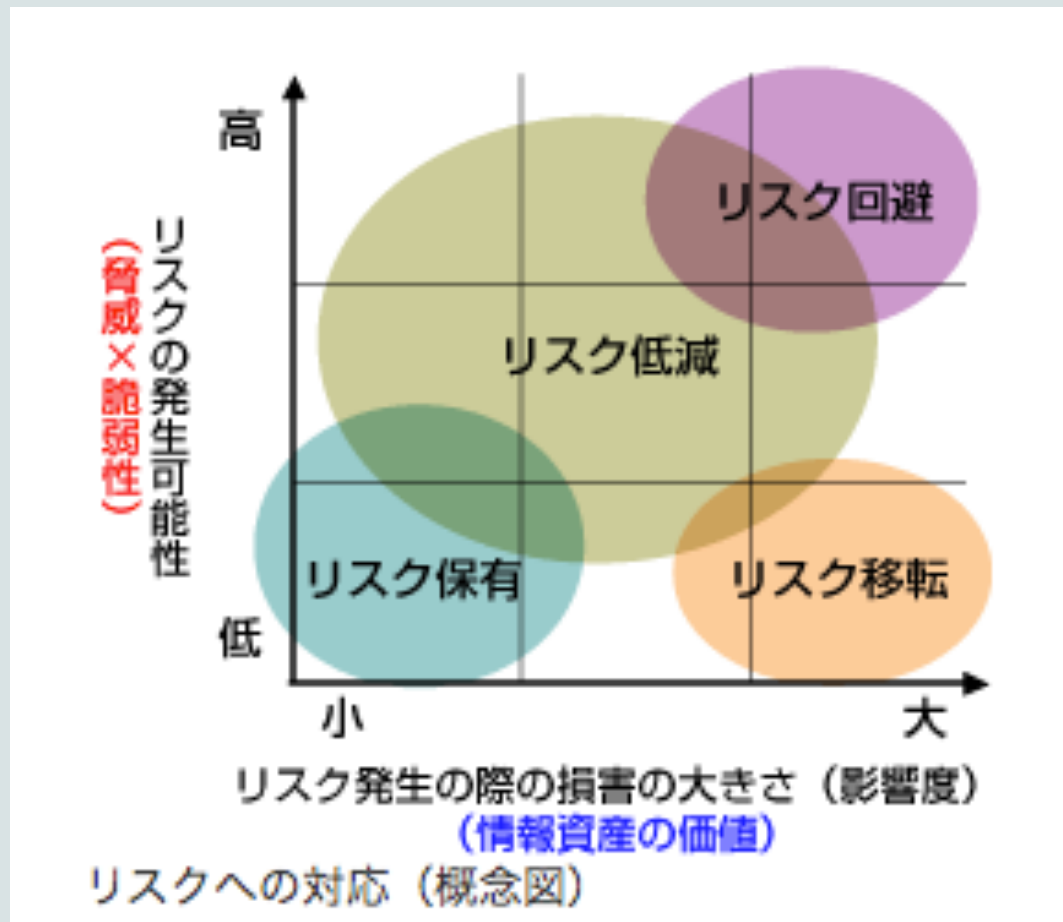 高
リスク回避
リスクの発生可能性
（脅威×脆弱性）
リスク低減
リスク保有
リスク移転
低
小
大
リスク発生の際の損害の大きさ（影響度）
（情報資産の価値）
リスクへの対応（概念図）